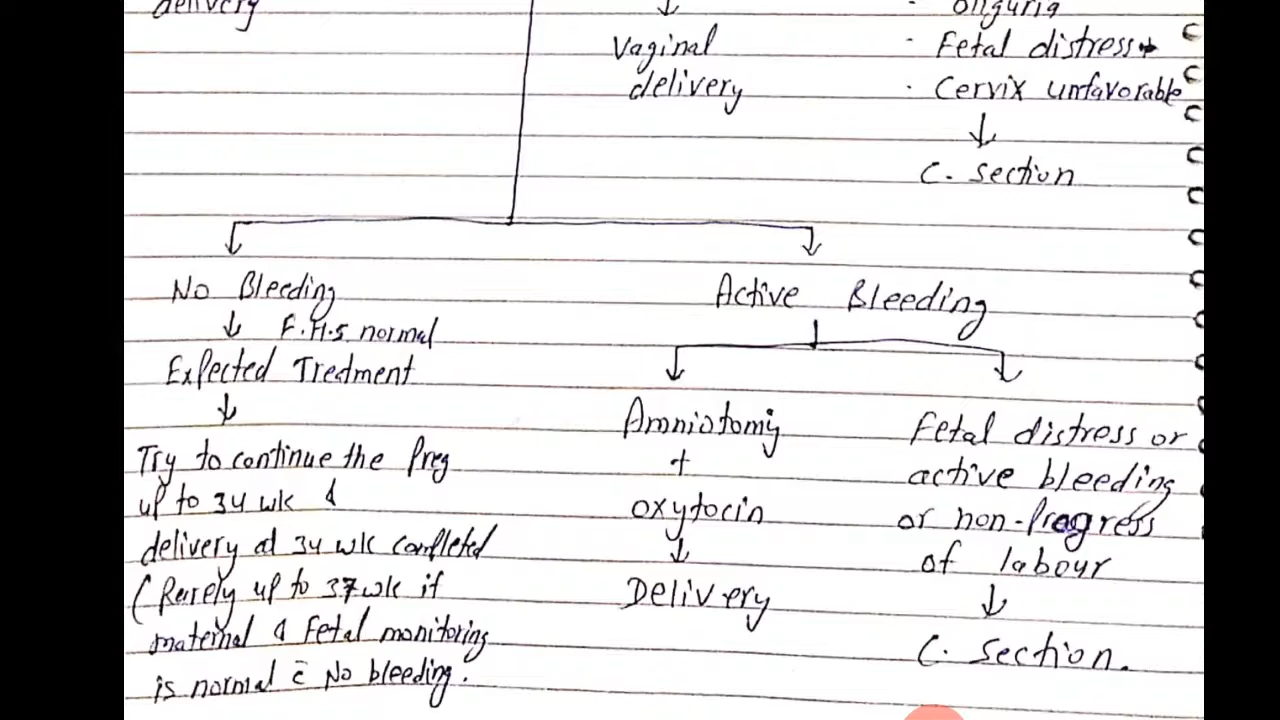 delivery
Vaginal
delivery
· oliguria
· Fetal distress
· Cervix unfavorable
C. section
No Bleeding
F.H.S normal
Expected Tretment
Try to continue the Preg
up to 34 wk &
delivery at 34 wk completed
(Rarely up to 37 wk if
maternal & Fetal monitoring
is normal c̄ No bleeding.
Active Bleeding
Amniotomy
+
oxytocin
Delivery
Fetal distress or
active bleeding
or non-Progress
of labour
C. section.